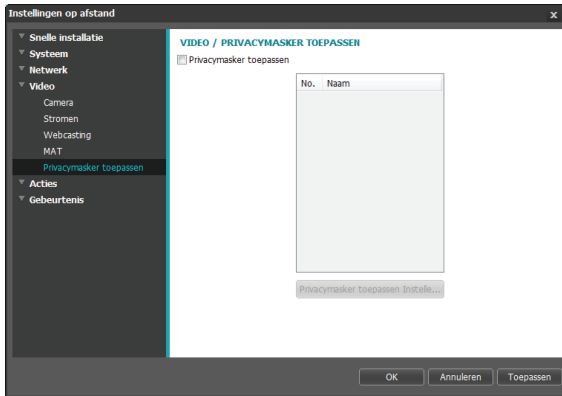 Instellingen op afstand
x
Snelle installatie
Systeem
Netwerk
Video
Camera
Stromen
Webcasting
MAT
Privacymasker toepassen
Acties
Gebeurtenis
VIDEO / PRIVACYMASKER TOEPASSEN
Privacymasker toepassen
No. Naam
Privacymasker toepassen Instelle...
OK Annuleren Toepassen